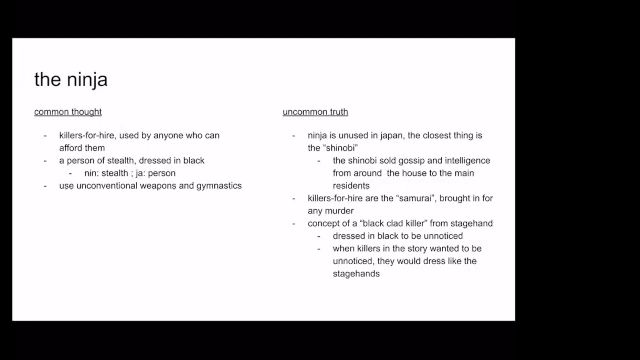 the ninja
common thought
- killers-for-hire, used by anyone who can
afford them
- a person of stealth, dressed in black
- nin: stealth ; ja: person
- use unconventional weapons and gymnastics
uncommon truth
- ninja is unused in japan, the closest thing is
the “shinobi”
- the shinobi sold gossip and intelligence
from around the house to the main
residents
- killers-for-hire are the “samurai”, brought in for
any murder
- concept of a “black clad killer” from stagehand
- dressed in black to be unnoticed
- when killers in the story wanted to be
unnoticed, they would dress like the
stagehands